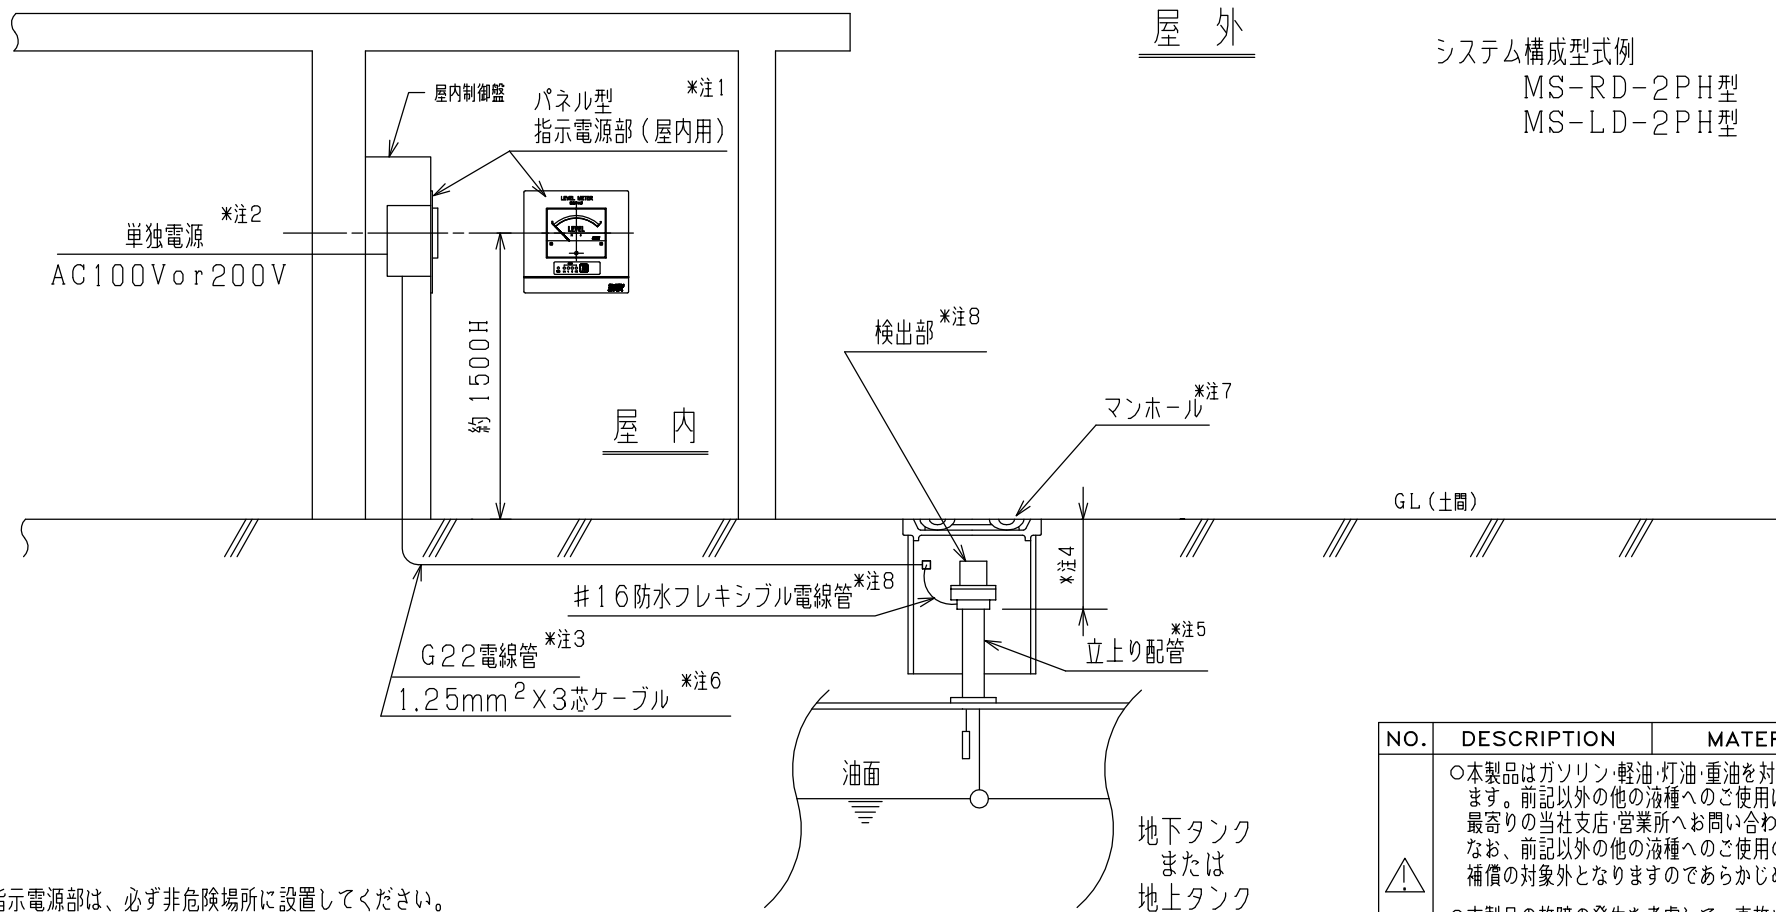 屋 外
システム構成型式例
MS-RD-2PH型
MS-LD-2PH型
屋内制御盤
パネル型 *注1
指示電源部(屋内用)
単独電源 *注2
AC100Vor200V
LEVEL METER
LEVEL
約1500H
屋 内
検出部 *注8
マンホール *注7
GL(土間)
*注4
#16防水フレキシブル電線管 *注8
G22電線管 *注3
1.25mm²×3芯ケーブル *注6
立上り配管 *注5
油面
地下タンク
または
地上タンク
NO. DESCRIPTION
○本製品はガソリン・軽油・灯油・重油を対
ます。前記以外の他の液種へのご使用
最寄りの当社支店・営業所へお問い合わ
なお、前記以外の他の液種へのご使用の
補償の対象外となりますのであらかじめ
指示電源部は、必ず非危険場所に設置してください。